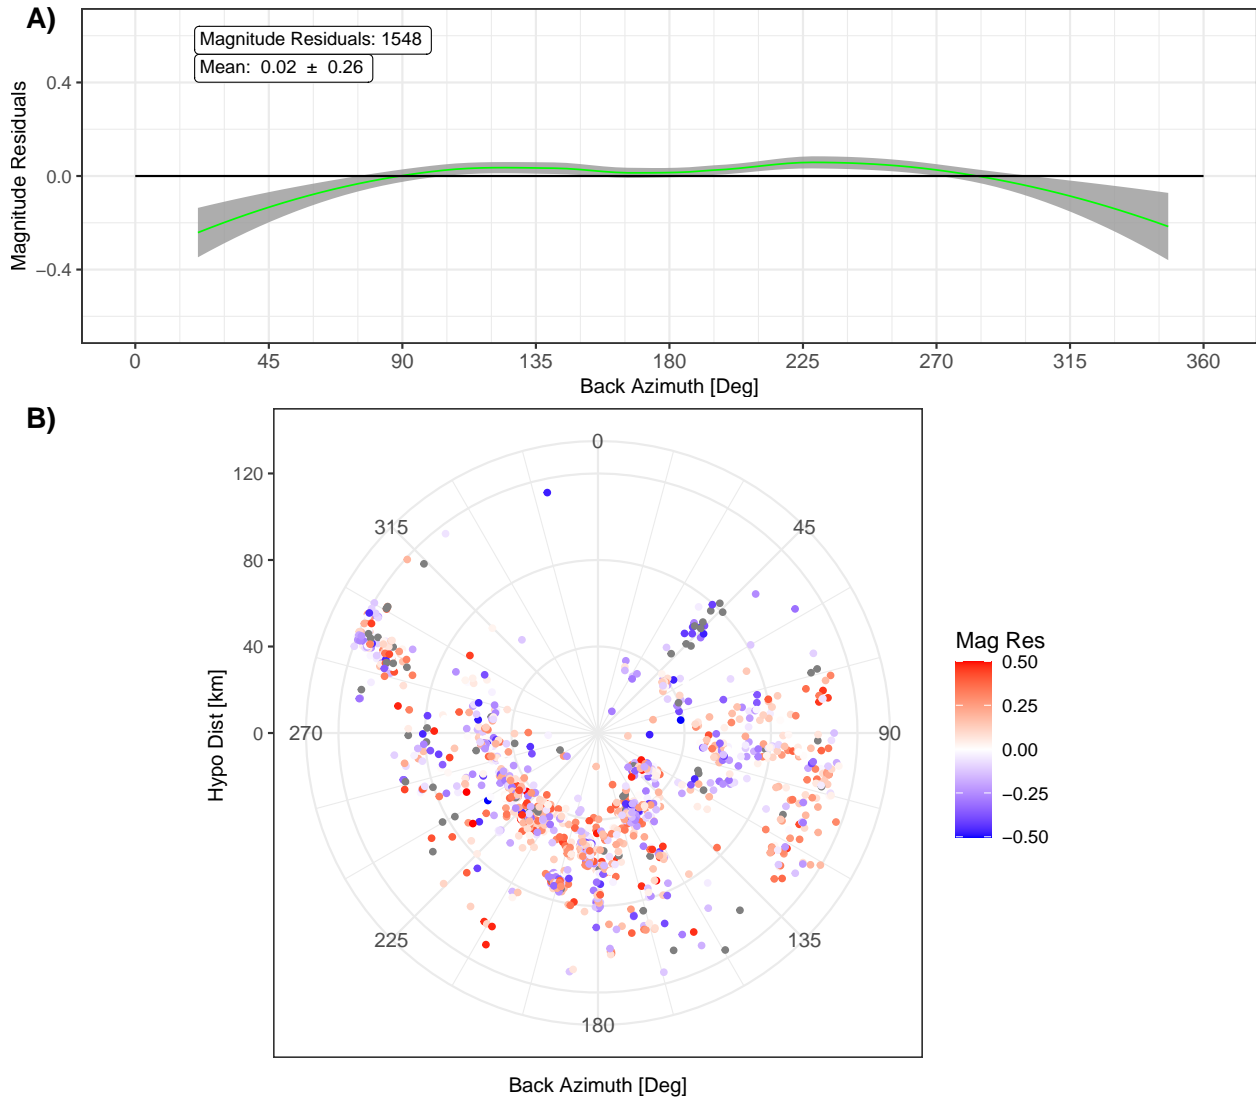 A)
Magnitude Residuals: 1548
Mean:  0.02  ±  0.26
Magnitude Residuals
0.4
0.0
−0.4
0 45 90 135 180 225 270 315 360
Back Azimuth [Deg]
B)
Hypo Dist [km]
120
80
40
0
0
45
90
135
180
225
270
315
Back Azimuth [Deg]
Mag Res
0.50
0.25
0.00
−0.25
−0.50